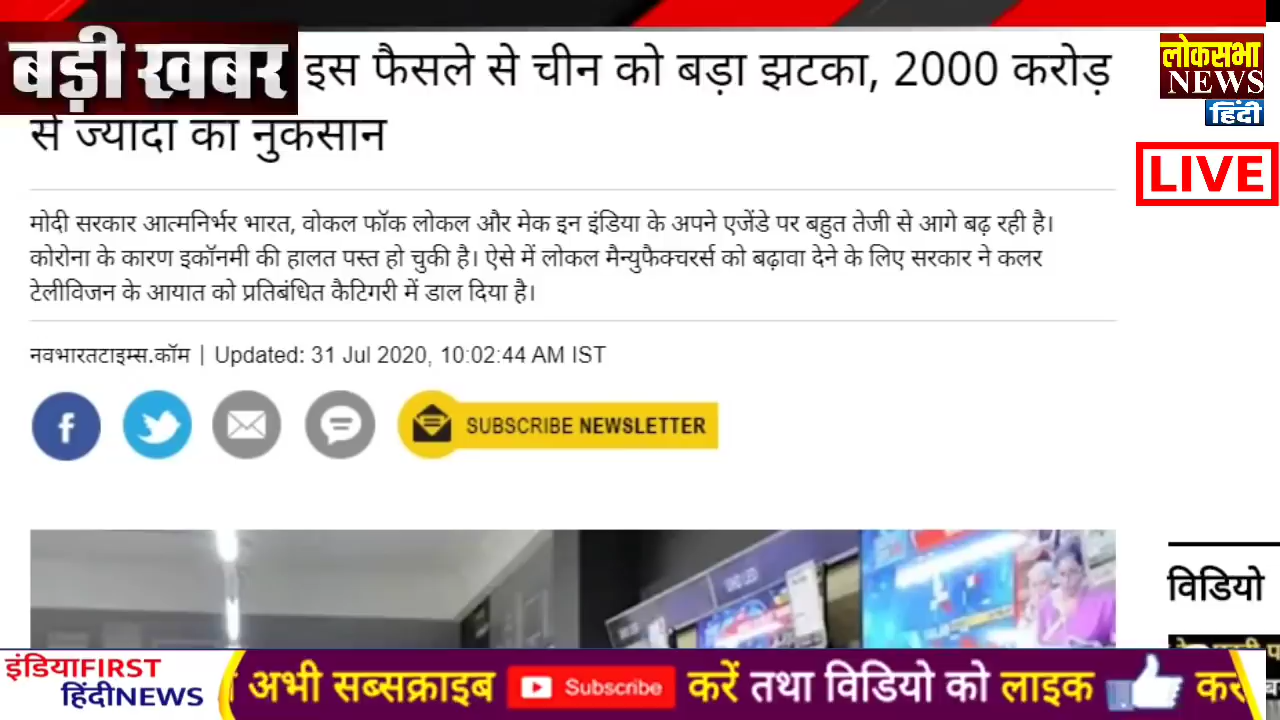 बड़ी खबर
इस फैसले से चीन को बड़ा झटका, 2000 करोड़
से ज्यादा का नुकसान
लोकसभा
NEWS
हिंदी
LIVE
मोदी सरकार आत्मनिर्भर भारत, वोकल फॉक लोकल और मेक इन इंडिया के अपने एजेंडे पर बहुत तेजी से आगे बढ़ रही है।
कोरोना के कारण इकॉनमी की हालत पस्त हो चुकी है। ऐसे में लोकल मैन्युफैक्चरर्स को बढ़ावा देने के लिए सरकार ने कलर
टेलीविजन के आयात को प्रतिबंधित कैटिगरी में डाल दिया है।
नवभारतटाइम्स.कॉम | Updated: 31 Jul 2020, 10:02:44 AM IST
SUBSCRIBE NEWSLETTER
विडियो
इंडियाFIRST
हिंदीNEWS
अभी सब्सक्राइब Subscribe करें तथा विडियो को लाइक